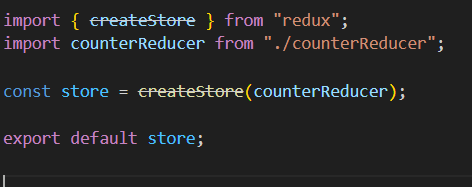 import { createStore } from "redux";
import counterReducer from "./counterReducer";
const store = createStore(counterReducer);
export default store;